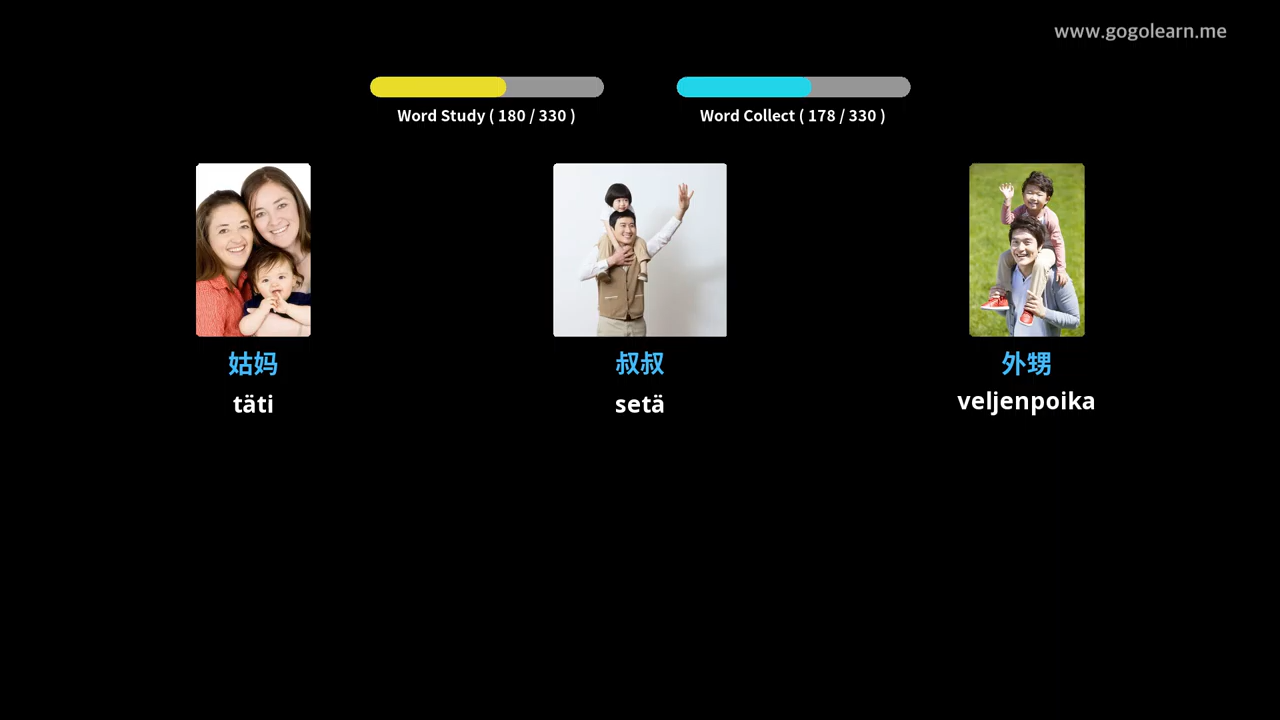 www.gogolearn.me
Word Study ( 180 / 330 )
Word Collect ( 178 / 330 )
姑妈
叔叔
外甥
täti
setä
veljenpoika